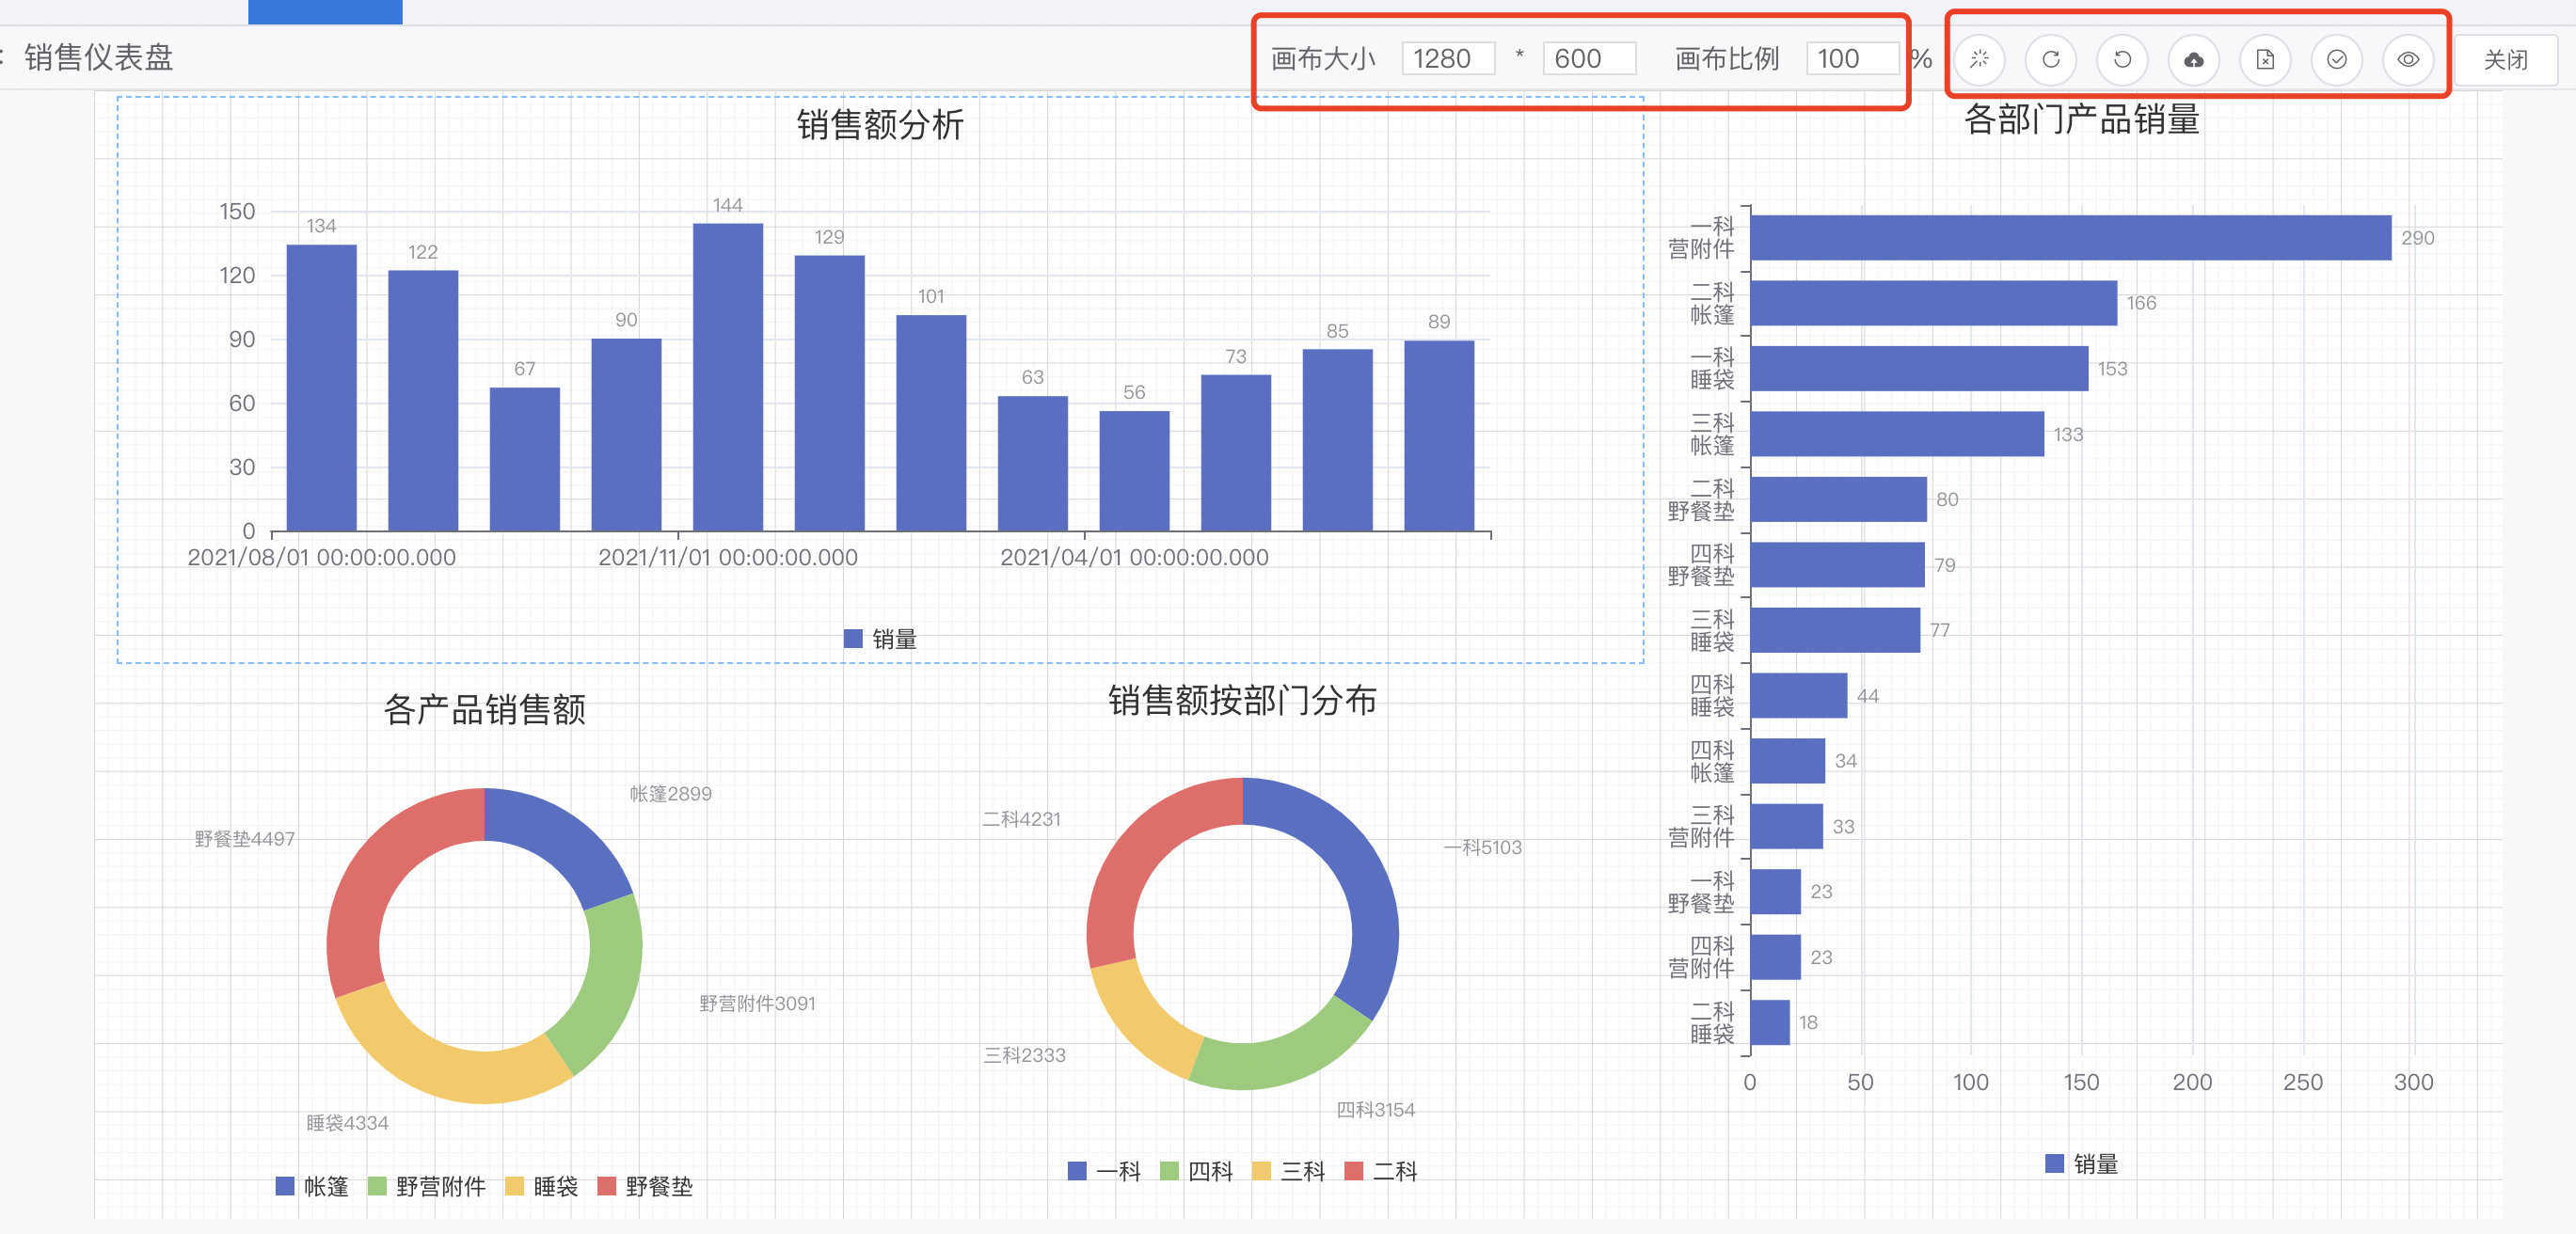 : 销售仪表盘
画布大小 1280 * 600 画布比例 100 %
关闭
销售额分析
150
120
90
60
30
0
134
122
67
90
144
129
101
63
56
73
85
89
2021/08/01 00:00:00.000
2021/11/01 00:00:00.000
2021/04/01 00:00:00.000
销量
各部门产品销量
一科
营附件
290
二科
帐篷
166
一科
睡袋
153
三科
帐篷
133
二科
野餐垫
80
四科
野餐垫
79
三科
睡袋
77
四科
睡袋
44
四科
帐篷
34
三科
营附件
33
一科
野餐垫
23
四科
营附件
23
二科
睡袋
18
0 50 100 150 200 250 300
销量
各产品销售额
帐篷2899
野餐垫4497
野营附件3091
睡袋4334
帐篷 野营附件 睡袋 野餐垫
销售额按部门分布
二科4231
一科5103
三科2333
四科3154
一科 四科 三科 二科